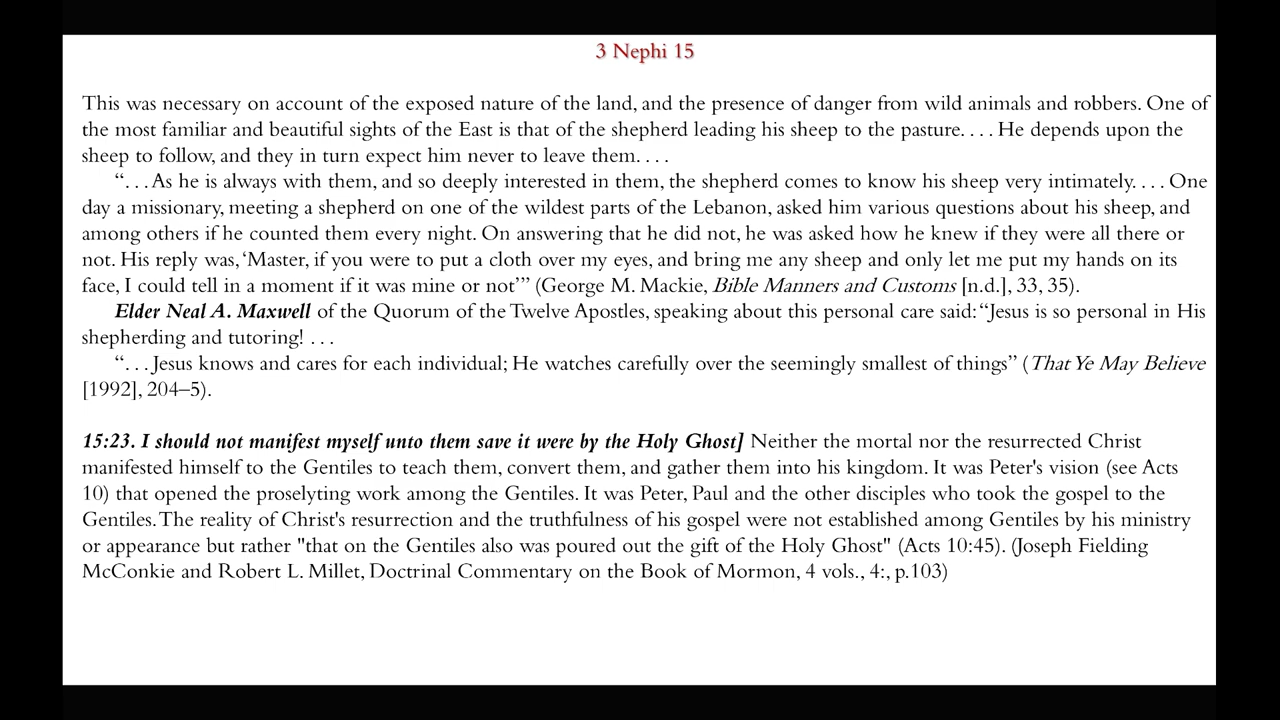 3 Nephi 15
This was necessary on account of the exposed nature of the land, and the presence of danger from wild animals and robbers. One of
the most familiar and beautiful sights of the East is that of the shepherd leading his sheep to the pasture. . . . He depends upon the
sheep to follow, and they in turn expect him never to leave them. . . .
“. . . As he is always with them, and so deeply interested in them, the shepherd comes to know his sheep very intimately. . . . One
day a missionary, meeting a shepherd on one of the wildest parts of the Lebanon, asked him various questions about his sheep, and
among others if he counted them every night. On answering that he did not, he was asked how he knew if they were all there or
not. His reply was, ‘Master, if you were to put a cloth over my eyes, and bring me any sheep and only let me put my hands on its
face, I could tell in a moment if it was mine or not’” (George M. Mackie, Bible Manners and Customs [n.d.], 33, 35).
Elder Neal A. Maxwell of the Quorum of the Twelve Apostles, speaking about this personal care said: “Jesus is so personal in His
shepherding and tutoring! . . .
“. . . Jesus knows and cares for each individual; He watches carefully over the seemingly smallest of things” (That Ye May Believe
[1992], 204–5).
15:23. I should not manifest myself unto them save it were by the Holy Ghost] Neither the mortal nor the resurrected Christ
manifested himself to the Gentiles to teach them, convert them, and gather them into his kingdom. It was Peter's vision (see Acts
10) that opened the proselyting work among the Gentiles. It was Peter, Paul and the other disciples who took the gospel to the
Gentiles. The reality of Christ's resurrection and the truthfulness of his gospel were not established among Gentiles by his ministry
or appearance but rather "that on the Gentiles also was poured out the gift of the Holy Ghost" (Acts 10:45). (Joseph Fielding
McConkie and Robert L. Millet, Doctrinal Commentary on the Book of Mormon, 4 vols., 4:, p.103)